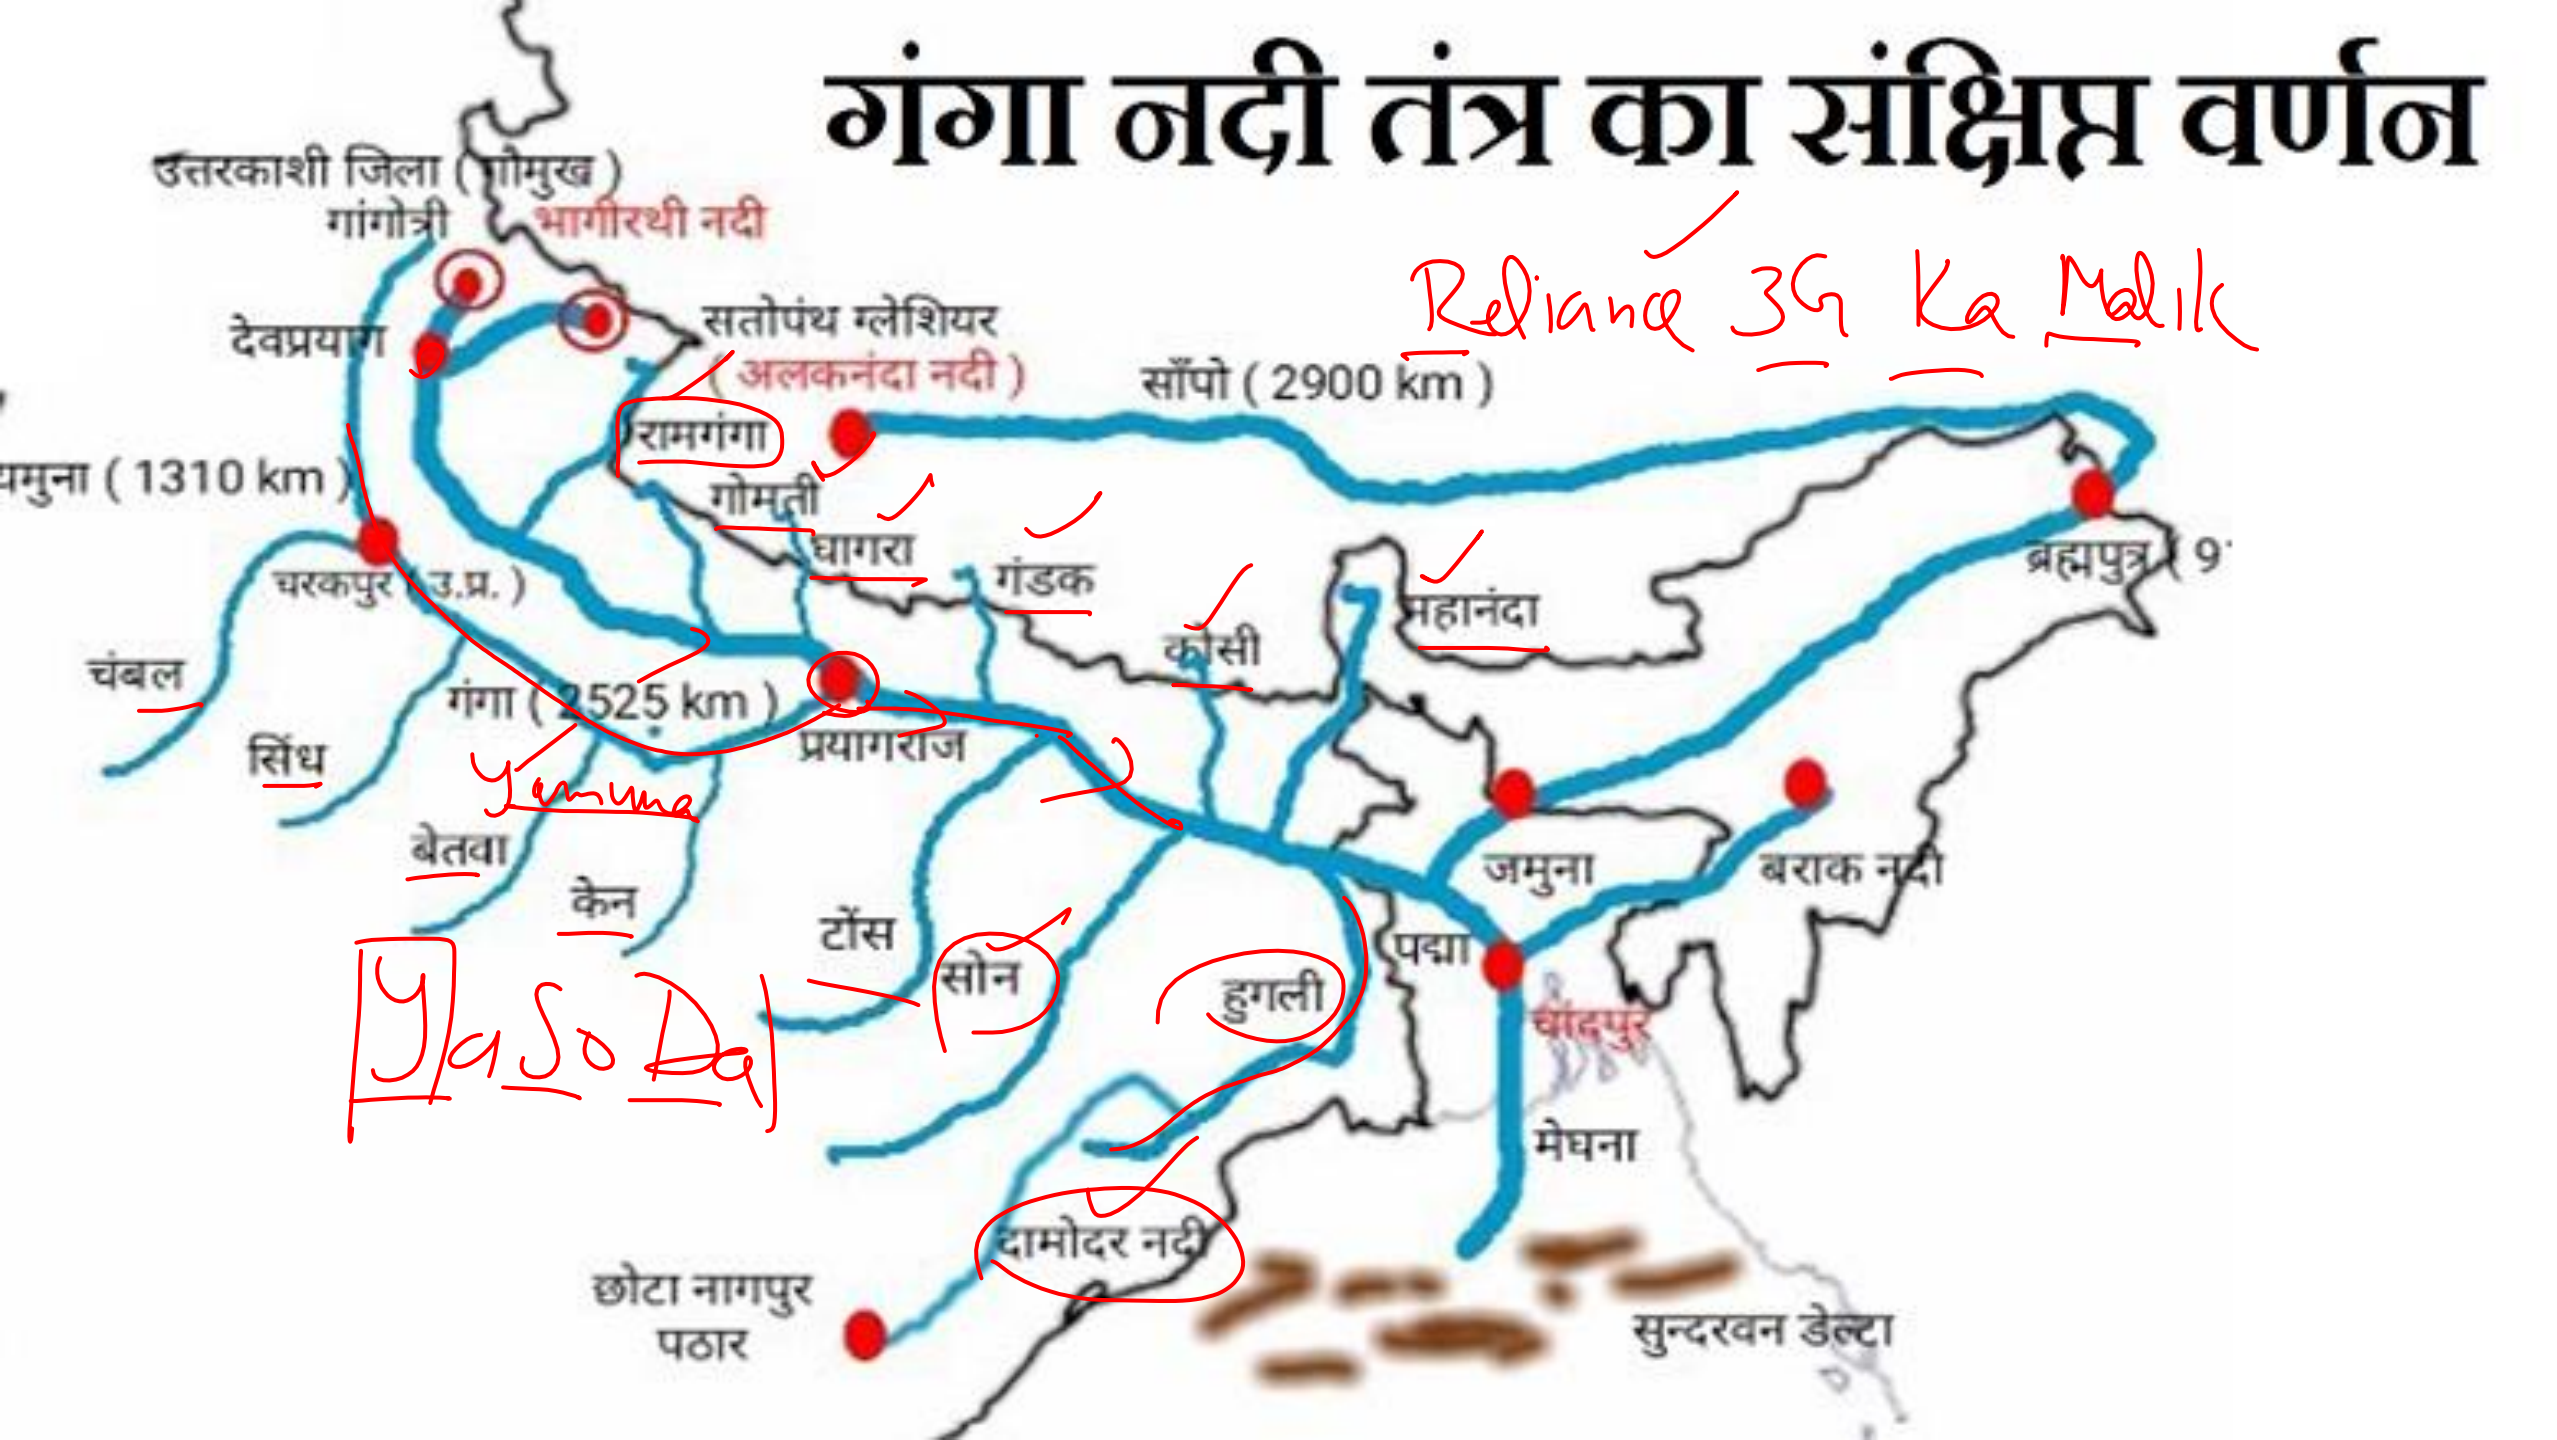 गंगा नदी तंत्र का संक्षिप्त वर्णन
उत्तरकाशी जिला ( गोमुख )
गांगोत्री
भागीरथी नदी
Reliance 3G Ka Malik
देवप्रयाग
सतोपंथ ग्लेशियर
( अलकनंदा नदी )
साँपो ( 2900 km )
रामगंगा
यमुना ( 1310 km )
गोमती
घागरा
गंडक
ब्रह्मपुत्र ( 9
चरकपुर ( उ.प्र. )
महानंदा
कोसी
चंबल
गंगा ( 2525 km )
प्रयागराज
सिंध
Yamuna
बेतवा
केन
जमुना
बराक नदी
टोंस
सोन
हुगली
पद्मा
चांदपुर
YaSoDa
मेघना
दामोदर नदी
छोटा नागपुर
पठार
सुन्दरवन डेल्टा